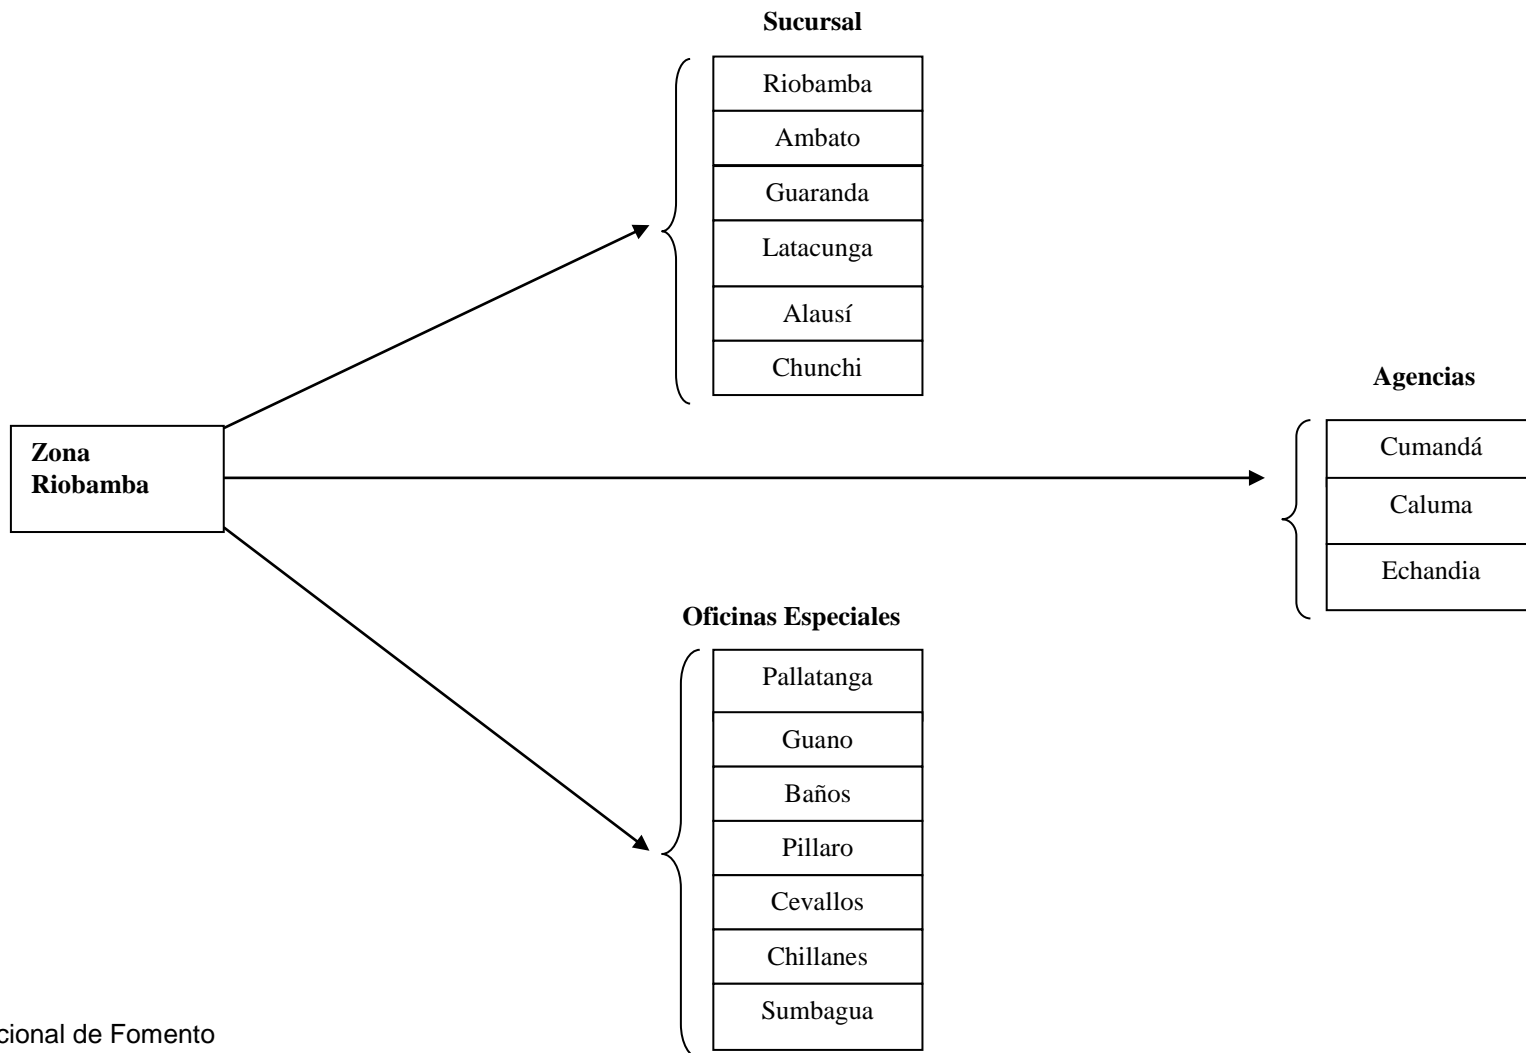 Sucursal
Riobamba
Ambato
Guaranda
Latacunga
Alausí
Chunchi
Agencias
Cumandá
Caluma
Echandia
Zona
Riobamba
Oficinas Especiales
Pallatanga
Guano
Baños
Pillaro
Cevallos
Chillanes
Sumbagua
cional de Fomento